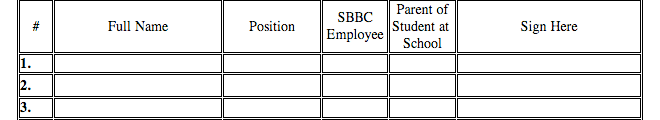 # Full Name Position SBBC Employee Parent of Student at School Sign Here
1.
2.
3.